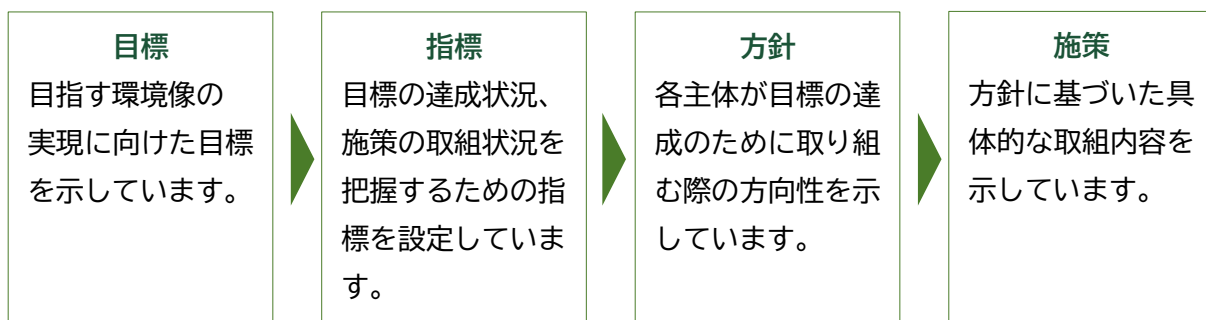 目標
目指す環境像の
実現に向けた目標
を示しています。
指標
目標の達成状況、
施策の取組状況を
把握するための指
標を設定していま
す。
方針
各主体が目標の達
成のために取り組
む際の方向性を示
しています。
施策
方針に基づいた具
体的な取組内容を
示しています。